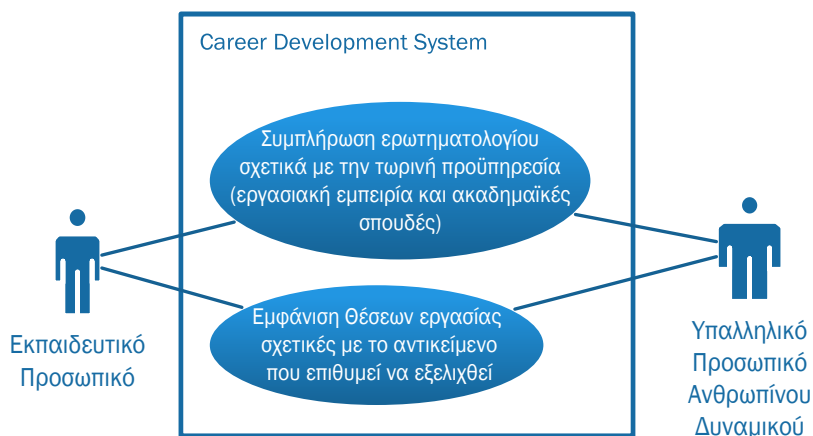 Career Development System
Συμπλήρωση ερωτηματολογίου
σχετικά με την τωρινή προϋπηρεσία
(εργασιακή εμπειρία και ακαδημαϊκές
σπουδές)
Εμφάνιση Θέσεων εργασίας
σχετικές με το αντικείμενο
που επιθυμεί να εξελιχθεί
Εκπαιδευτικό
Προσωπικό
Υπαλληλικό
Προσωπικό
Ανθρωπίνου
Δυναμικού